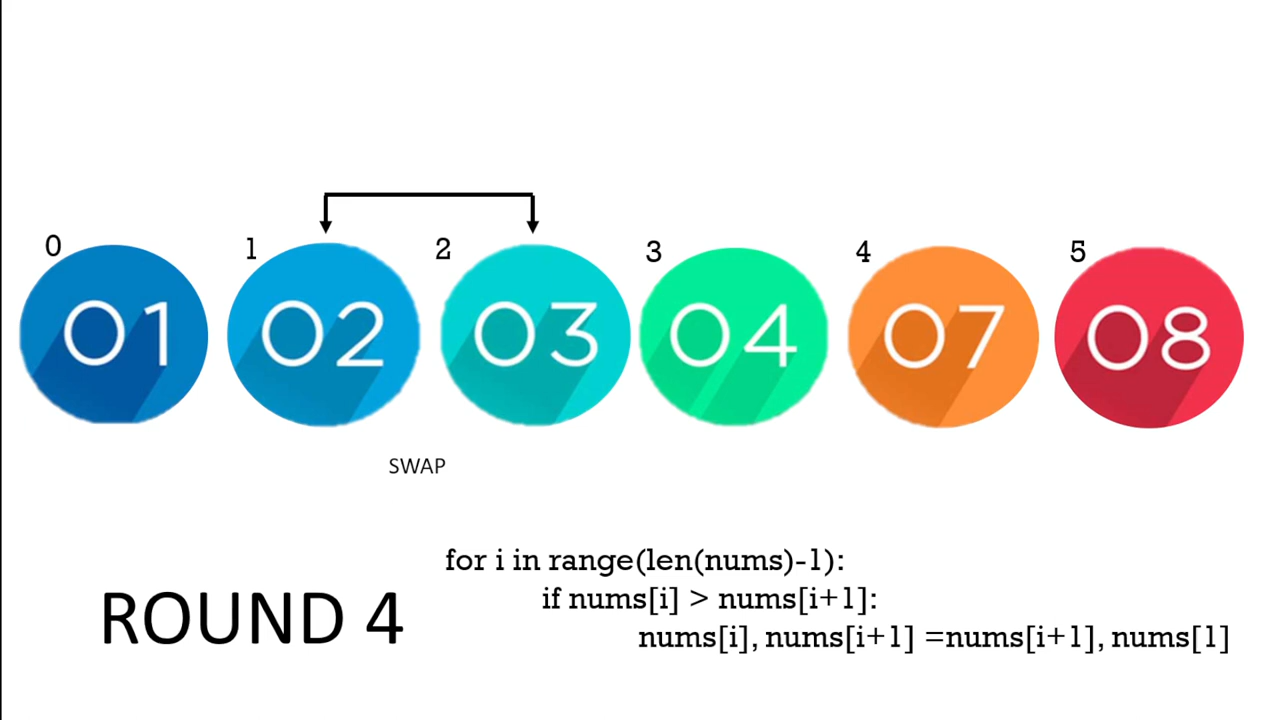 0 1 2 3 4 5
01 02 03 04 07 08
SWAP
for i in range(len(nums)-1):
if nums[i] > nums[i+1]:
nums[i], nums[i+1] =nums[i+1], nums[1]
ROUND 4